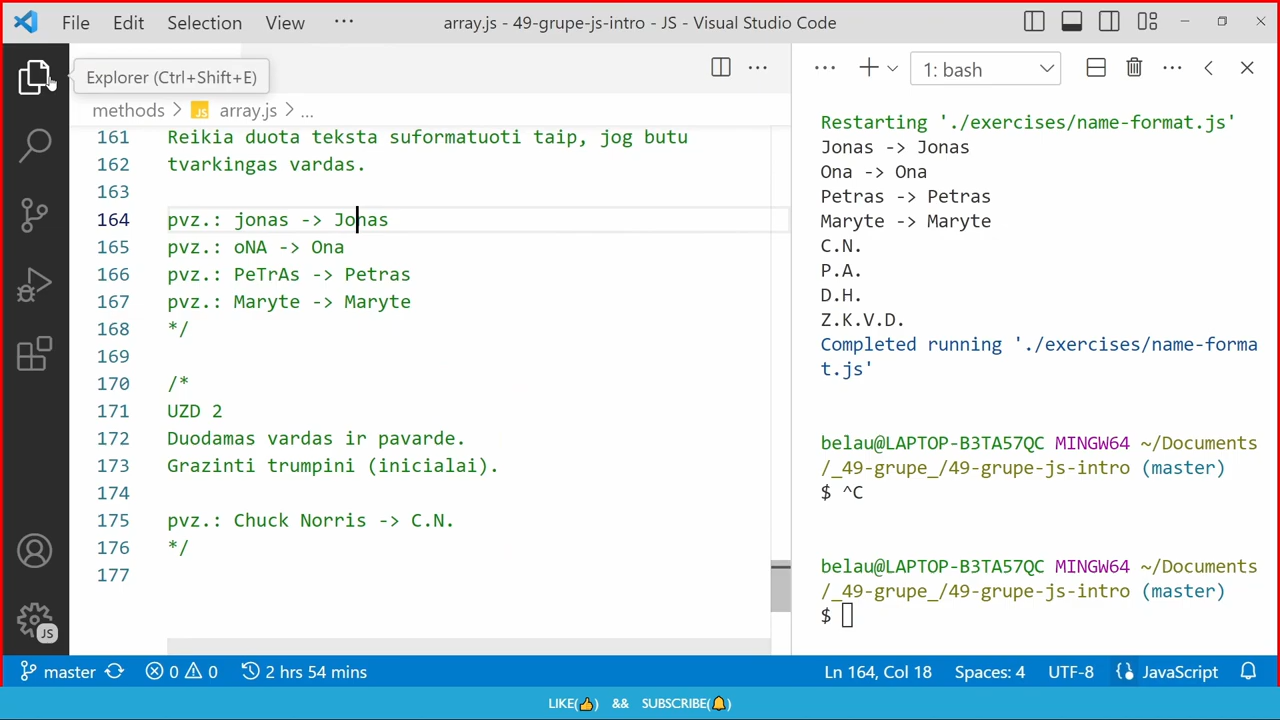 File Edit Selection View ··· array.js - 49-grupe-js-intro - JS - Visual Studio Code
Explorer (Ctrl+Shift+E)
methods > JS array.js > ...
161 Reikia duota teksta suformatuoti taip, jog butu
162 tvarkingas vardas.
163
164 pvz.: jonas -> Jonas
165 pvz.: oNA -> Ona
166 pvz.: PeTrAs -> Petras
167 pvz.: Maryte -> Maryte
168 */
169
170 /*
171 UZD 2
172 Duodamas vardas ir pavarde.
173 Grazinti trumpini (inicialai).
174
175 pvz.: Chuck Norris -> C.N.
176 */
177
1: bash
Restarting './exercises/name-format.js'
Jonas -> Jonas
Ona -> Ona
Petras -> Petras
Maryte -> Maryte
C.N.
P.A.
D.H.
Z.K.V.D.
Completed running './exercises/name-forma
t.js'
belau@LAPTOP-B3TA57QC MINGW64 ~/Documents
/_49-grupe_/49-grupe-js-intro (master)
$ ^C
belau@LAPTOP-B3TA57QC MINGW64 ~/Documents
/_49-grupe_/49-grupe-js-intro (master)
$
JS
master 0 0 2 hrs 54 mins Ln 164, Col 18 Spaces: 4 UTF-8 {} JavaScript
LIKE(👍) && SUBSCRIBE(🔔)